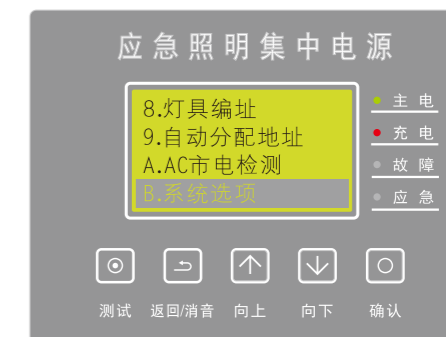 应急照明集中电源
8.灯具编址
9.自动分配地址
A.AC市电检测
B.系统选项
主电
充电
故障
应急
测试 返回/消音 向上 向下 确认